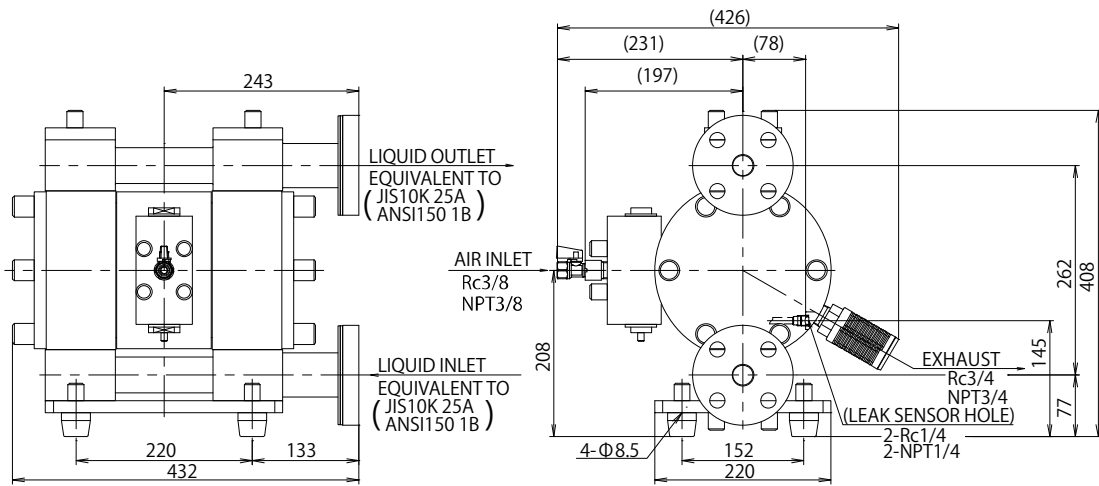 243
LIQUID OUTLET
EQUIVALENT TO
( JIS10K 25A
ANSI150 1B )
LIQUID INLET
EQUIVALENT TO
( JIS10K 25A
ANSI150 1B )
220
133
432
(426)
(231)
(78)
(197)
AIR INLET
Rc3/8
NPT3/8
208
262
408
145
77
EXHAUST
Rc3/4
NPT3/4
(LEAK SENSOR HOLE)
2-Rc1/4
2-NPT1/4
4-Φ8.5
152
220